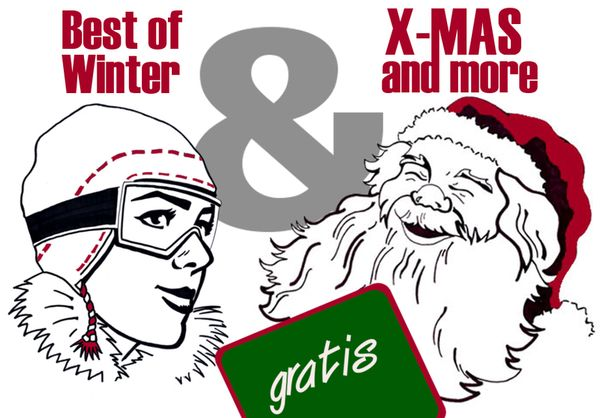 Best of
Winter
&
X-MAS
and more
gratis